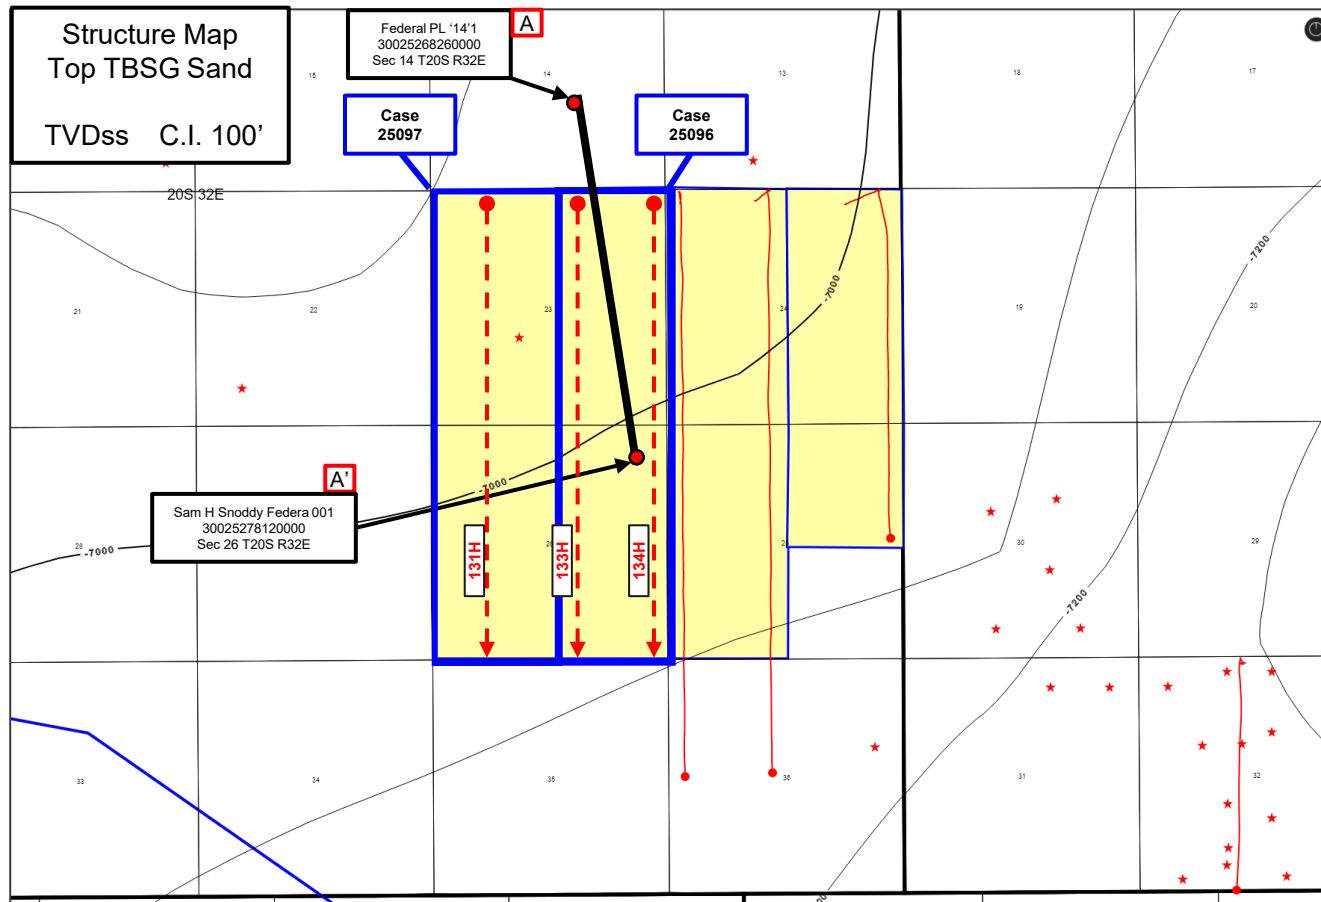 Structure Map
Top TBSG Sand
TVDss C.I. 100'
Federal PL '14'1
30025268260000
Sec 14 T20S R32E
A
Case
25097
Case
25096
15
14
13
18
17
20S 32E
-7200
-7000
21
22
23
24
19
20
A'
Sam H Snoddy Federa 001
30025278120000
Sec 26 T20S R32E
-7000
28
-7000
131H
133H
134H
30
29
-7200
33
34
35
36
31
32